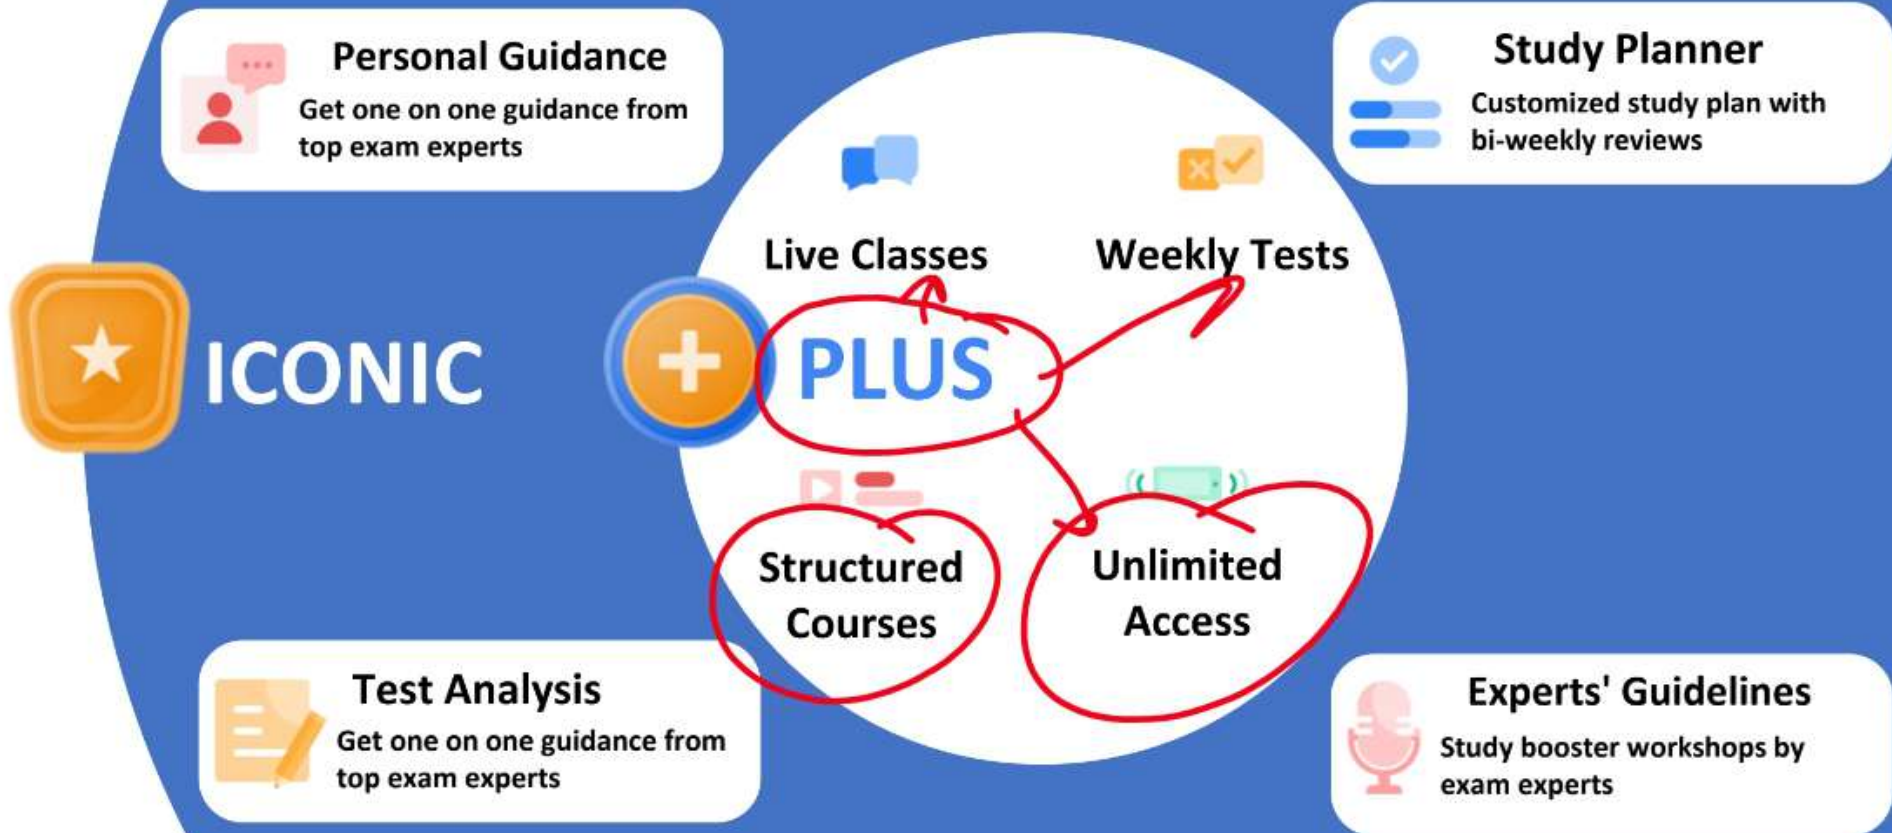 Personal Guidance
Get one on one guidance from
top exam experts
Study Planner
Customized study plan with
bi-weekly reviews
Live Classes
Weekly Tests
ICONIC
PLUS
Structured
Courses
Unlimited
Access
Test Analysis
Get one on one guidance from
top exam experts
Experts' Guidelines
Study booster workshops by
exam experts